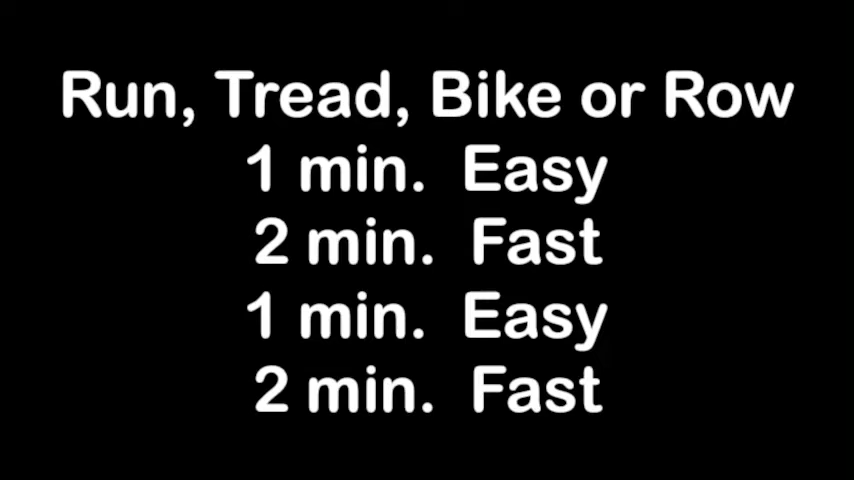 Run, Tread, Bike or Row
1 min. Easy
2 min. Fast
1 min. Easy
2 min. Fast